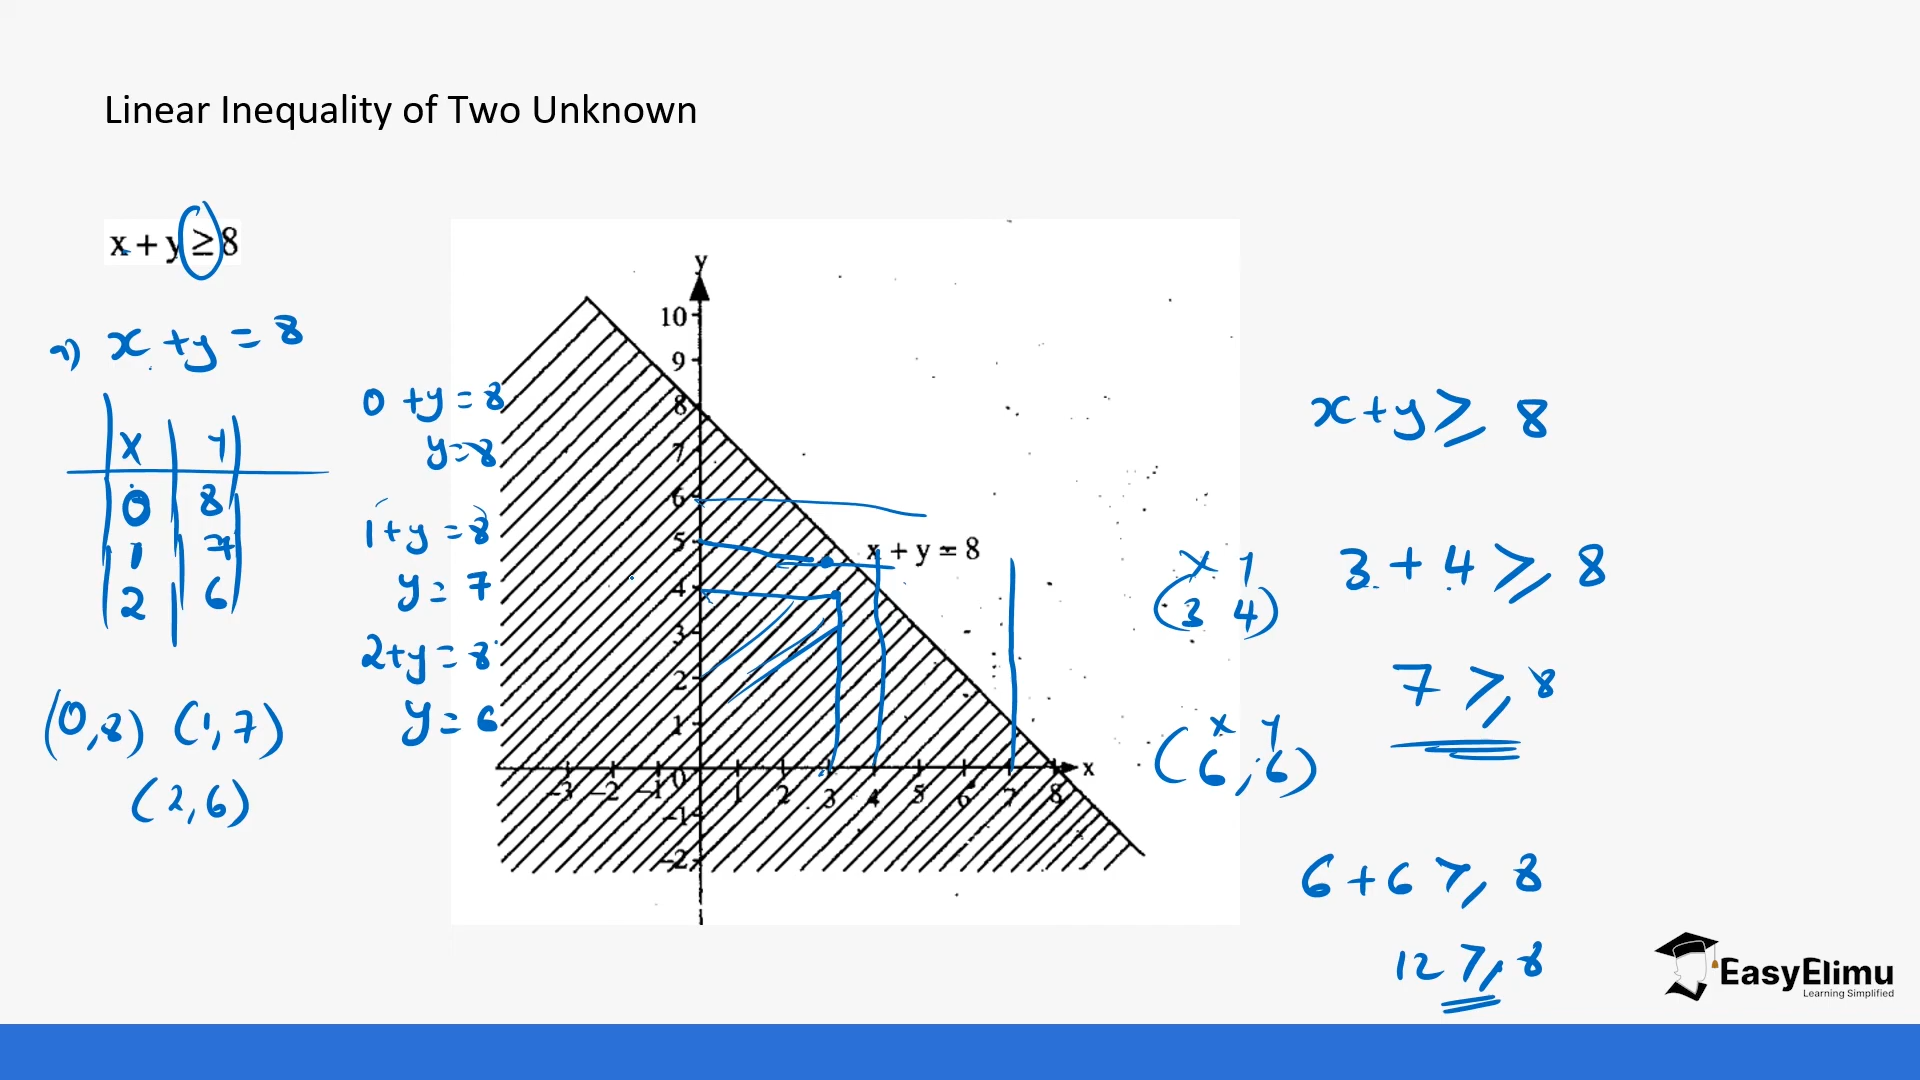 Linear Inequality of Two Unknown
x + y ≥ 8
x + y = 8
X Y
0 8
1 7
2 6
(0,8) (1,7)
(2,6)
0 + y = 8
y = 8
1 + y = 8
y = 7
2 + y = 8
y = 6
y
10
9
8
7
6
5
4
3
2
1
0
-1
-2
-3 -2 -1 1 2 3 4 5 6 7 8 x
x + y = 8
x + y ≥ 8
x y
(3 4)
3 + 4 ≥ 8
7 ≥ 8
x y
(6, 6)
6 + 6 ≥ 8
12 ≥ 8
EasyElimu
Learning Simplified